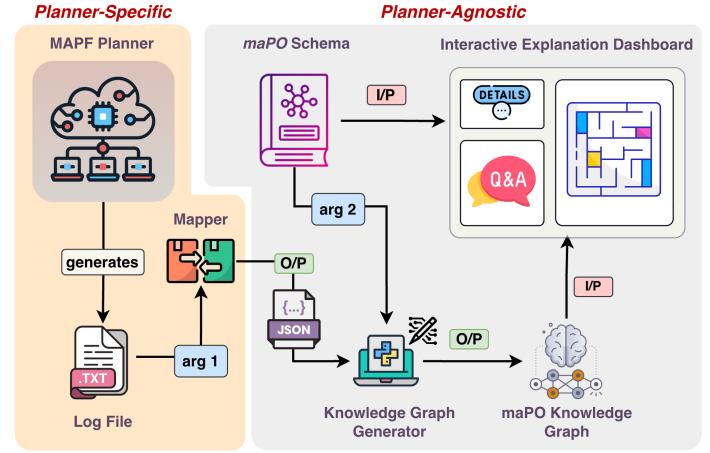 Planner-Specific
Planner-Agnostic
MAPF Planner
maPO Schema
Interactive Explanation Dashboard
I/P
DETAILS
Q&A
arg 2
Mapper
generates
O/P
{...}
JSON
I/P
.TXT
arg 1
O/P
Log File
Knowledge Graph
Generator
maPO Knowledge
Graph